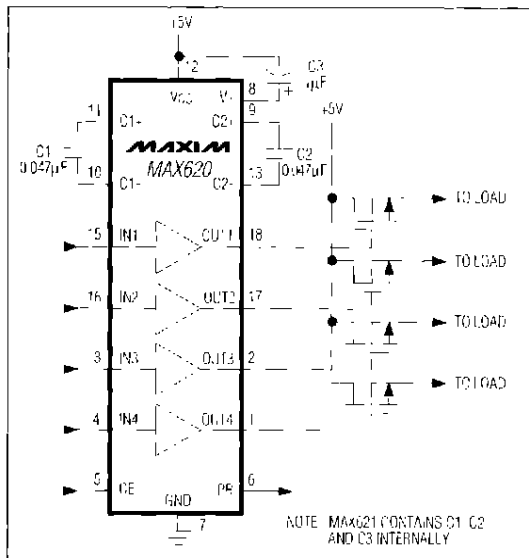 +5V
12
VCC
C3
1µF
V+
8
11
C1+
C2+
9
+5V
C1
0.047µF
MAXIM
MAX620
C2
0.047µF
10
C1-
C2-
13
TO LOAD
15
IN1
OUT1
18
TO LOAD
16
IN2
OUT2
17
TO LOAD
3
IN3
OUT3
2
TO LOAD
4
IN4
OUT4
1
5
CE
PR
6
GND
7
NOTE MAX621 CONTAINS C1 C2
AND C3 INTERNALLY